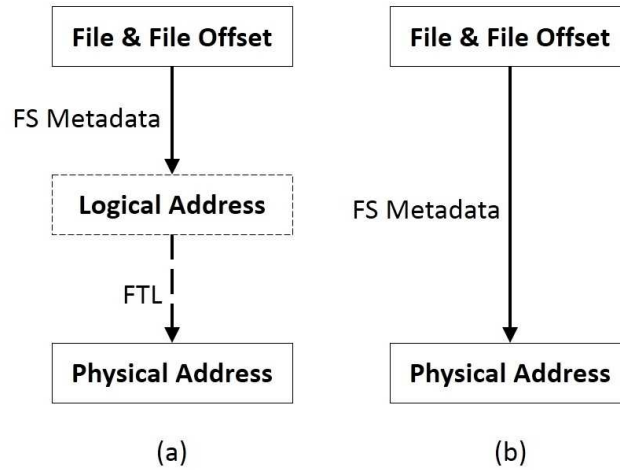 File & File Offset
FS Metadata
Logical Address
FTL
Physical Address
(a)
File & File Offset
FS Metadata
Physical Address
(b)